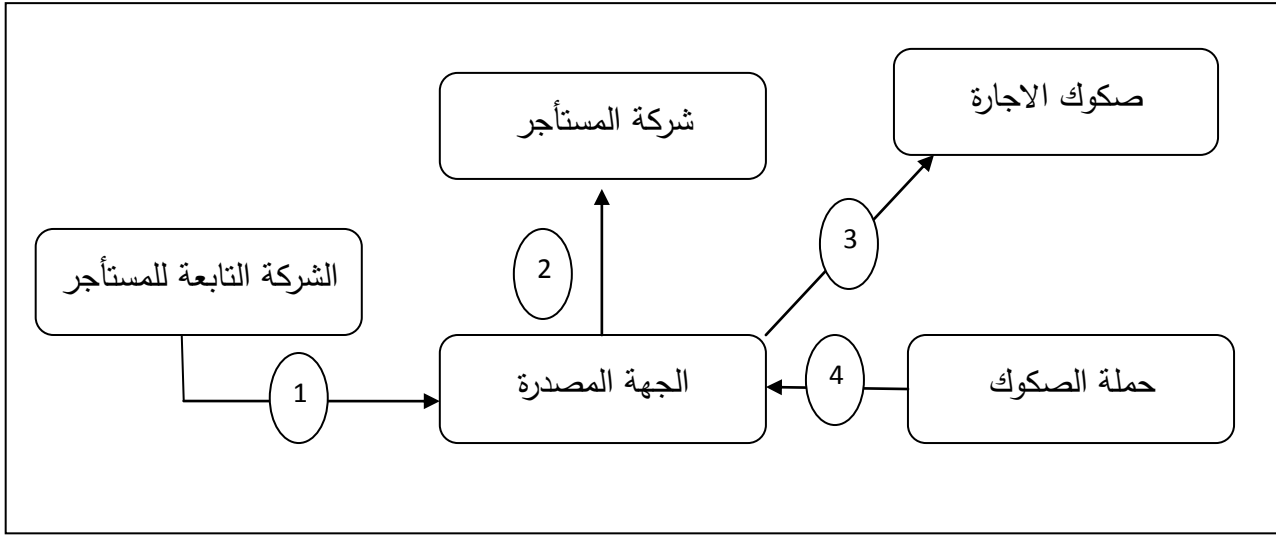 صكوك الاجارة
شركة المستأجر
3
2
الشركة التابعة للمستأجر
الجهة المصدرة
حملة الصكوك
4
1